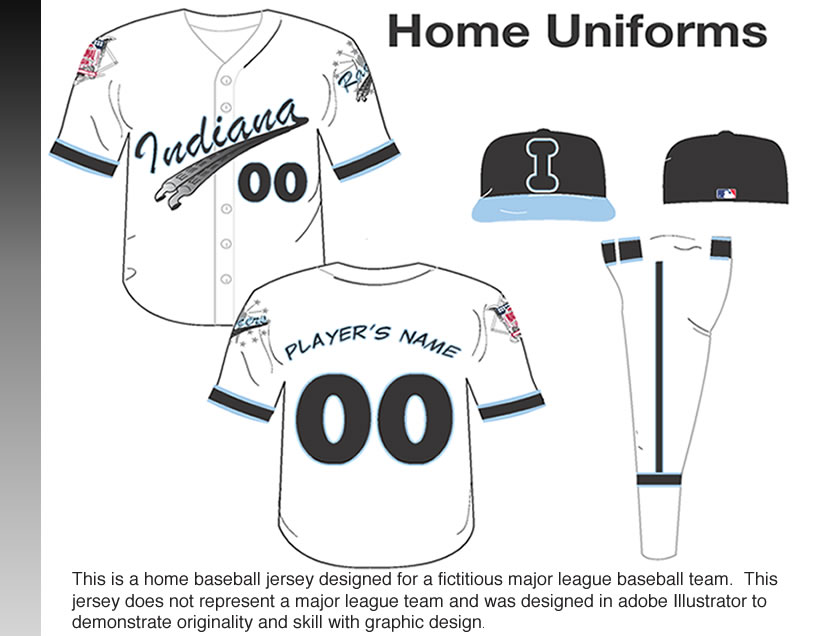 Home Uniforms
Indiana
00
I
PLAYER'S NAME
00
This is a home baseball jersey designed for a fictitious major league baseball team.  This
jersey does not represent a major league team and was designed in adobe Illustrator to
demonstrate originality and skill with graphic design.